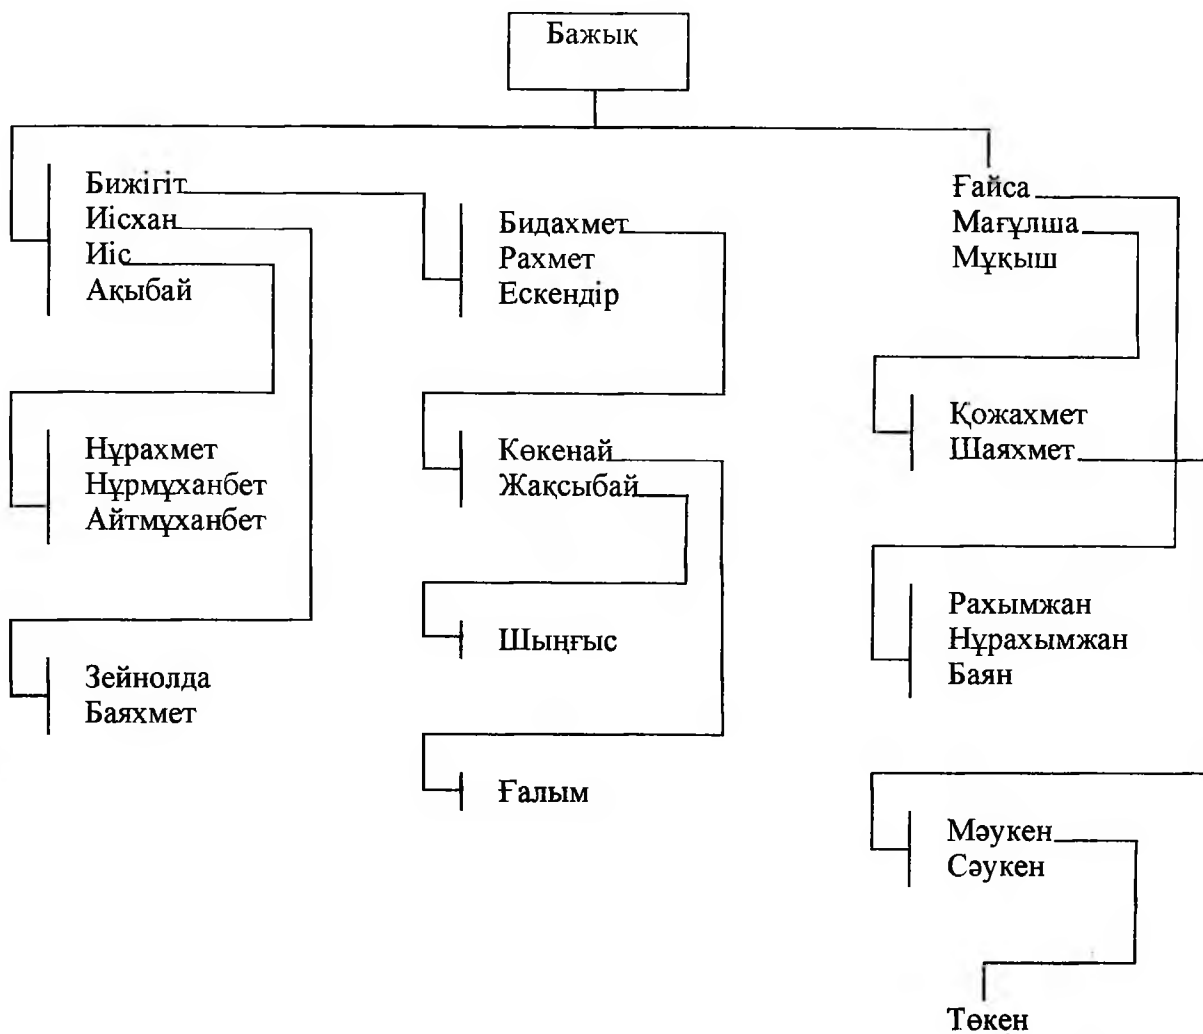 Бажық
Бижігіт
Иісхан
Иіс
Ақыбай
Бидахмет
Рахмет
Ескендір
Ғайса
Мағұлша
Мұқыш
Нұрахмет
Нұрмұханбет
Айтмұханбет
Көкенай
Жақсыбай
Қожахмет
Шаяхмет
Зейнолда
Баяхмет
Шыңғыс
Рахымжан
Нұрахымжан
Баян
Ғалым
Мәукен
Сәукен
Төкен